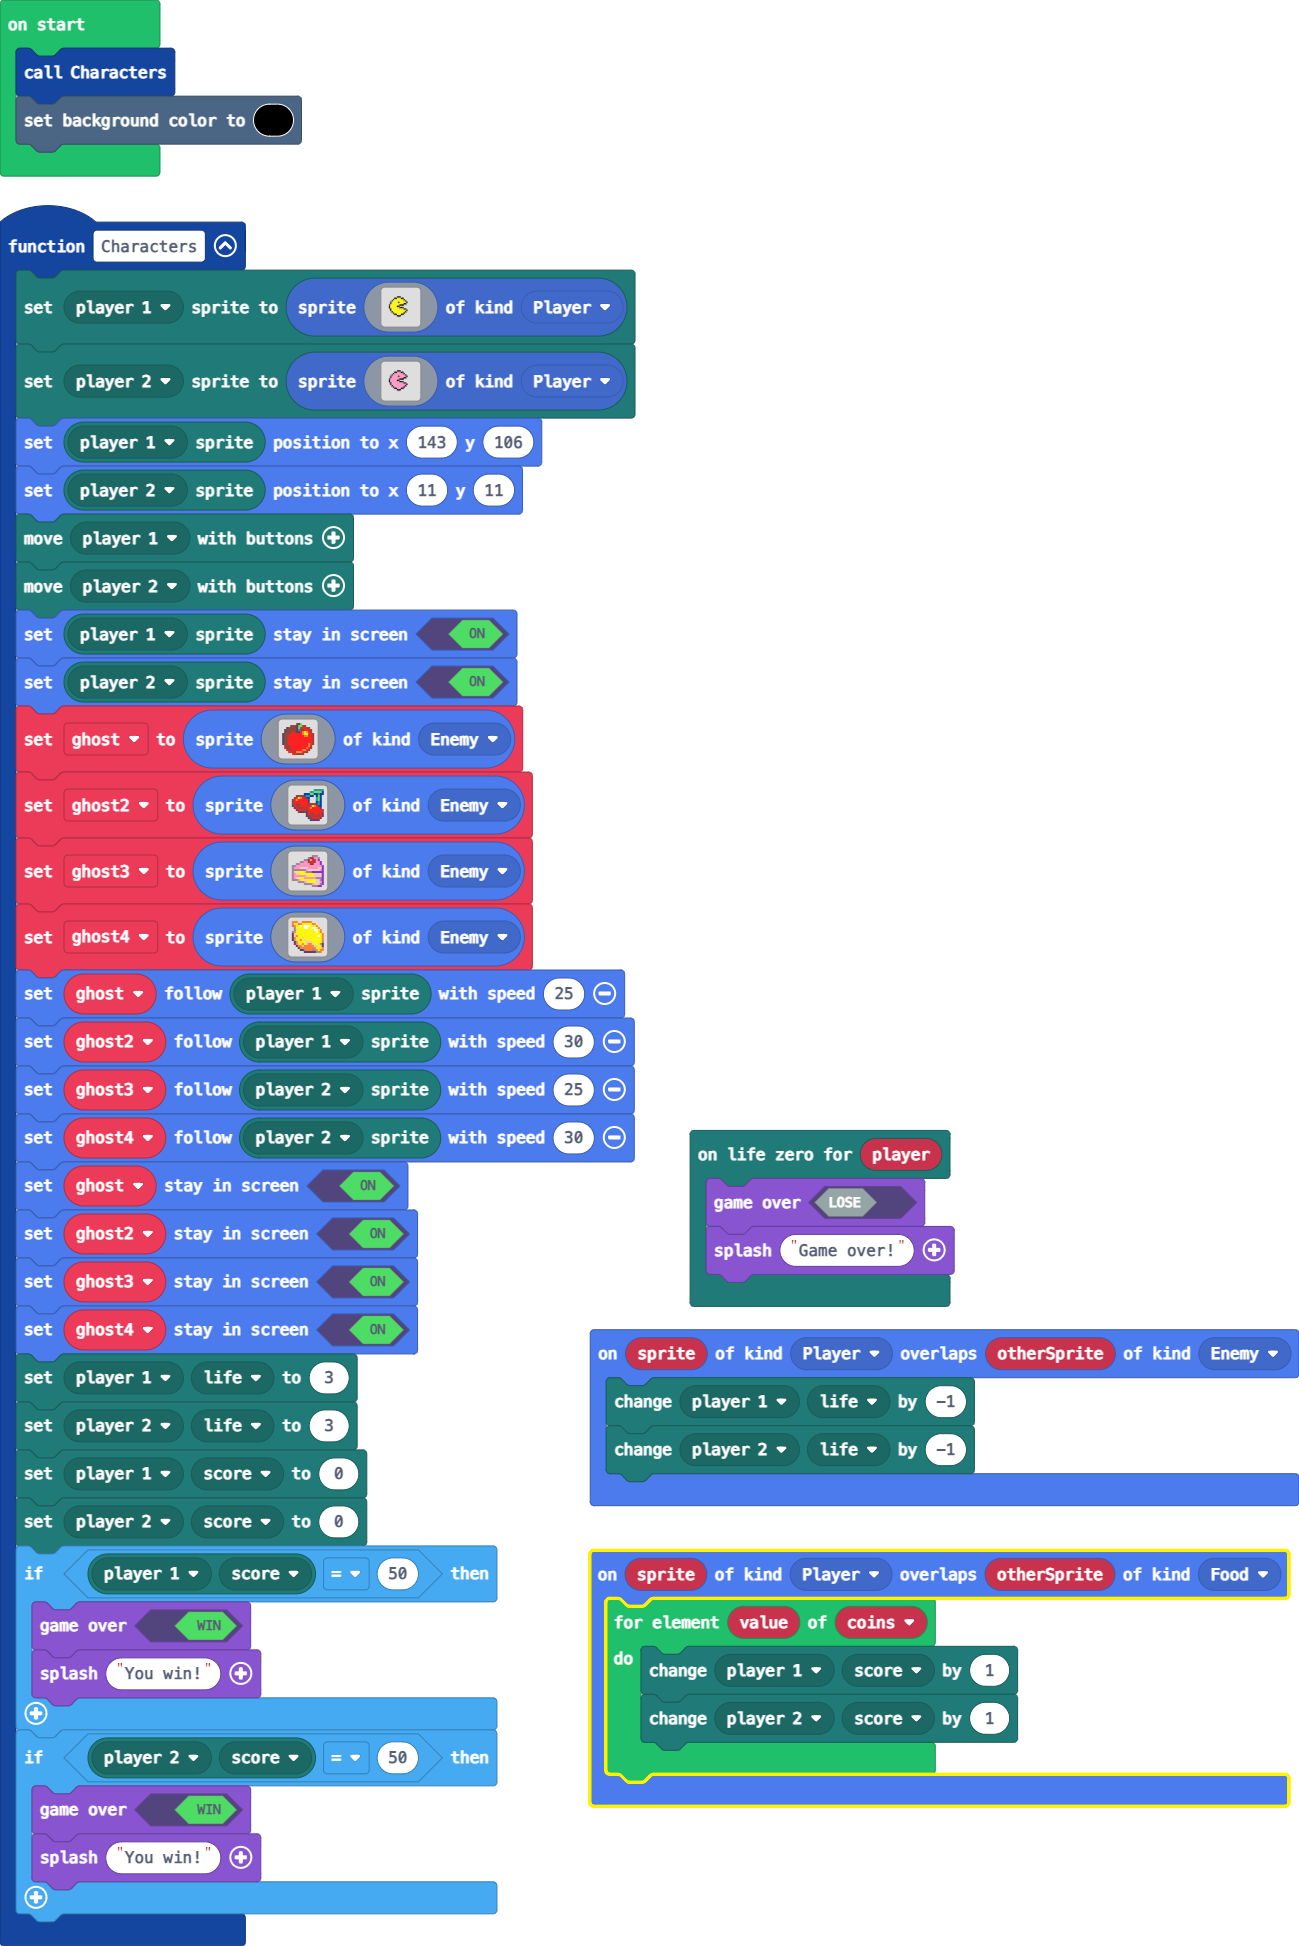 on start
call Characters
set background color to
function Characters
set player 1 sprite to sprite of kind Player
set player 2 sprite to sprite of kind Player
set player 1 sprite position to x 143 y 106
set player 2 sprite position to x 11 y 11
move player 1 with buttons
move player 2 with buttons
set player 1 sprite stay in screen ON
set player 2 sprite stay in screen ON
set ghost to sprite of kind Enemy
set ghost2 to sprite of kind Enemy
set ghost3 to sprite of kind Enemy
set ghost4 to sprite of kind Enemy
set ghost follow player 1 sprite with speed 25
set ghost2 follow player 1 sprite with speed 30
set ghost3 follow player 2 sprite with speed 25
set ghost4 follow player 2 sprite with speed 30
set ghost stay in screen ON
set ghost2 stay in screen ON
set ghost3 stay in screen ON
set ghost4 stay in screen ON
set player 1 life to 3
set player 2 life to 3
set player 1 score to 0
set player 2 score to 0
if player 1 score = 50 then
game over WIN
splash "You win!"
if player 2 score = 50 then
game over WIN
splash "You win!"
on life zero for player
game over LOSE
splash "Game over!"
on sprite of kind Player overlaps otherSprite of kind Enemy
change player 1 life by -1
change player 2 life by -1
on sprite of kind Player overlaps otherSprite of kind Food
for element value of coins
do change player 1 score by 1
change player 2 score by 1